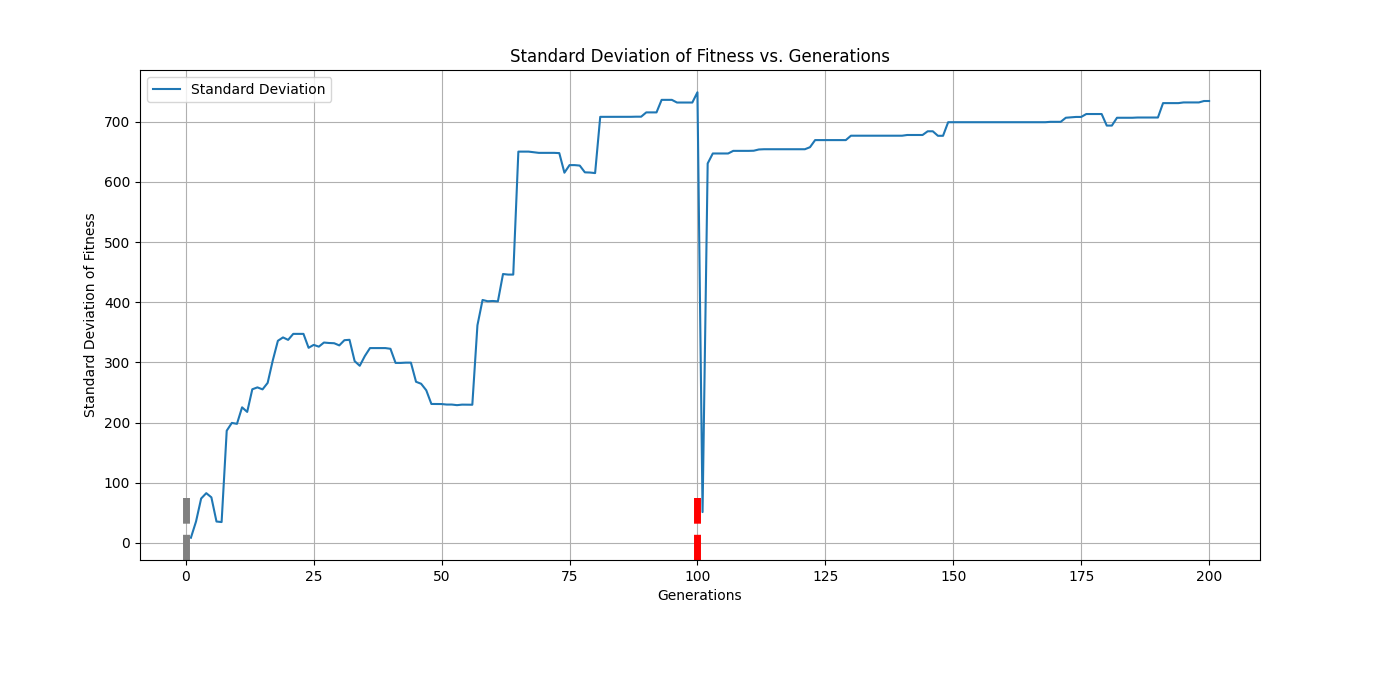 Standard Deviation of Fitness vs. Generations
Standard Deviation
Standard Deviation of Fitness
700
600
500
400
300
200
100
0
0 25 50 75 100 125 150 175 200
Generations